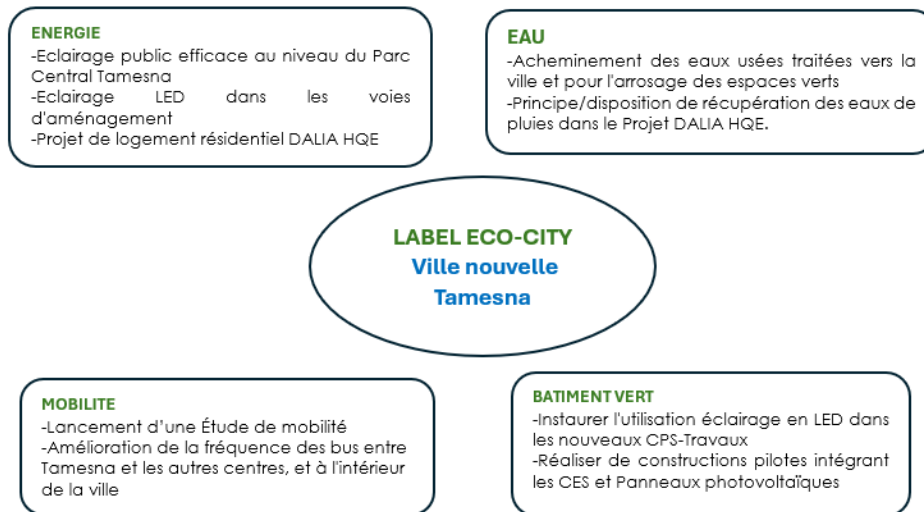 ENERGIE
-Eclairage public efficace au niveau du Parc
Central Tamesna
-Eclairage LED dans les voies
d'aménagement
-Projet de logement résidentiel DALIA HQE
EAU
-Acheminement des eaux usées traitées vers la
ville et pour l'arrosage des espaces verts
-Principe/disposition de récupération des eaux de
pluies dans le Projet DALIA HQE.
LABEL ECO-CITY
Ville nouvelle
Tamesna
MOBILITE
-Lancement d'une Étude de mobilité
-Amélioration de la fréquence des bus entre
Tamesna et les autres centres, et à l'intérieur
de la ville
BATIMENT VERT
-Instaurer l'utilisation éclairage en LED dans
les nouveaux CPS-Travaux
-Réaliser de constructions pilotes intégrant
les CES et Panneaux photovoltaïques